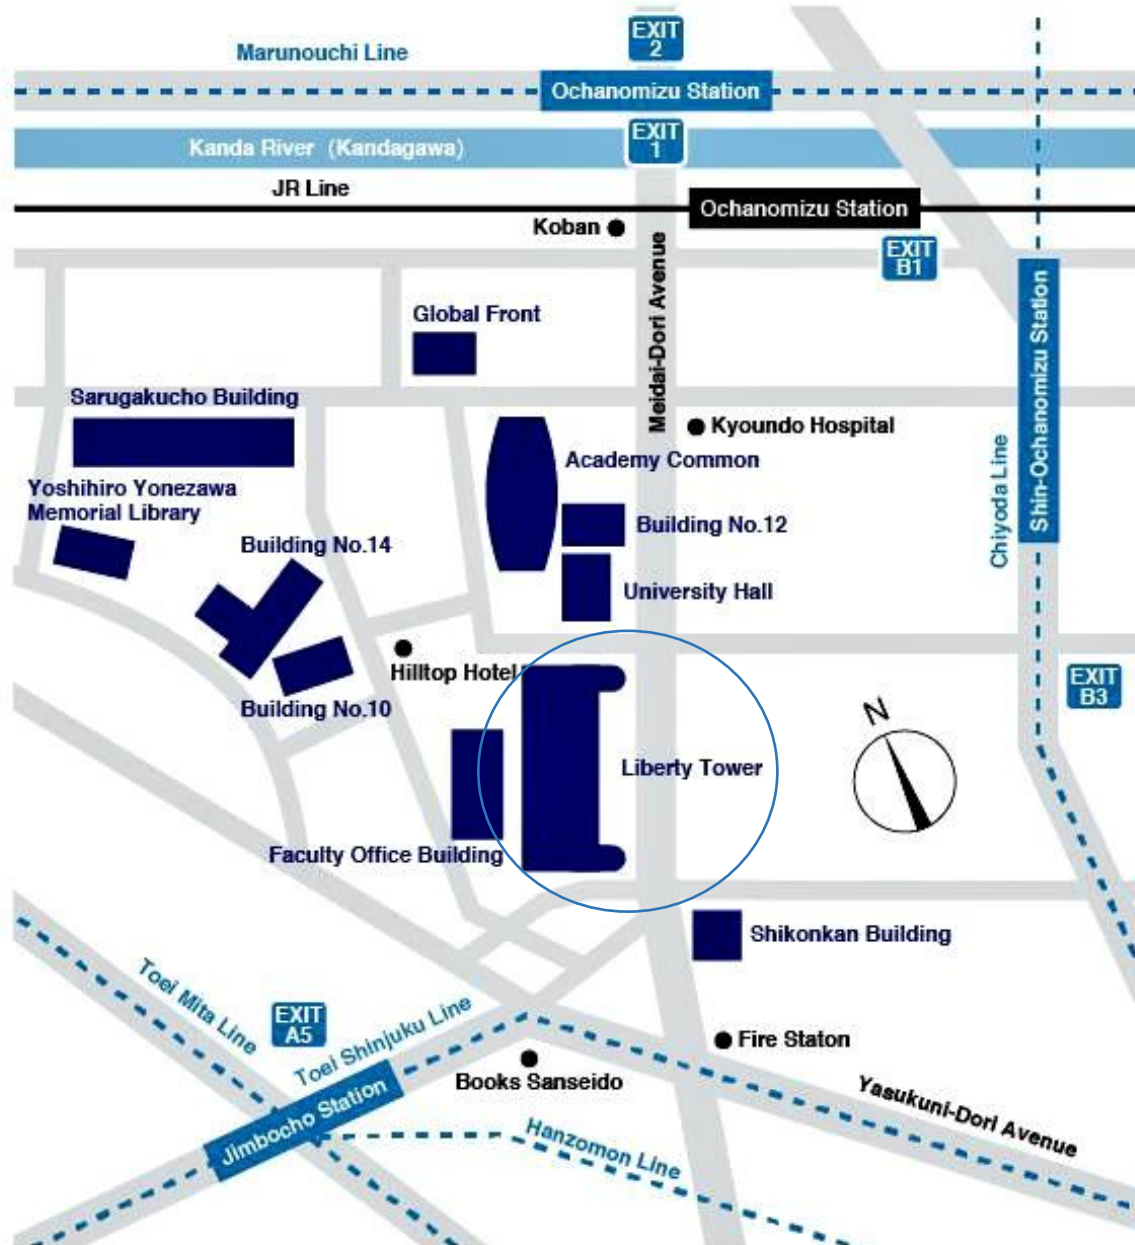 EXIT
2
Marunouchi Line
Ochanomizu Station
EXIT
1
Kanda River (Kandagawa)
JR Line
Ochanomizu Station
Koban
EXIT
B1
Meidai-Dori Avenue
Global Front
Shin-Ochanomizu Station
Chiyoda Line
Sarugakucho Building
Kyoundo Hospital
Academy Common
Yoshihiro Yonezawa
Memorial Library
Building No.12
Building No.14
University Hall
Hilltop Hotel
EXIT
B3
Building No.10
N
Liberty Tower
Faculty Office Building
Shikonkan Building
Toei Mita Line
EXIT
A5
Toei Shinjuku Line
Fire Staton
Books Sanseido
Yasukuni-Dori Avenue
Jimbocho Station
Hanzomon Line